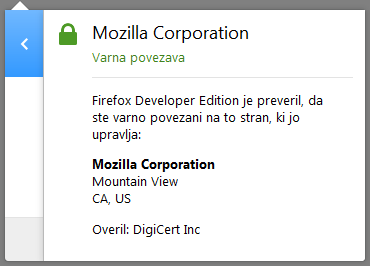 Mozilla Corporation
Varna povezava
Firefox Developer Edition je preveril, da
ste varno povezani na to stran, ki jo
upravlja:
Mozilla Corporation
Mountain View
CA, US
Overil: DigiCert Inc